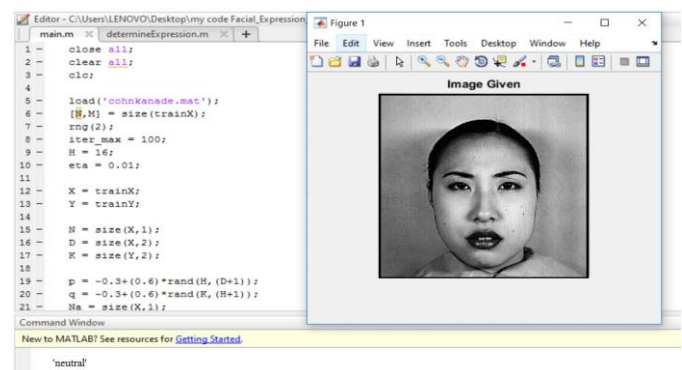 Editor - C:\Users\LENOVO\Desktop\my code Facial_Expression
main.m × determineExpression.m × +
1 - close all;
2 - clear all;
3 - clc;
4
5 - load('cohnkanade.mat');
6 - [N,M] = size(trainX);
7 - rng(2);
8 - iter_max = 100;
9 - H = 16;
10 - eta = 0.01;
11
12 - X = trainX;
13 - Y = trainY;
14
15 - N = size(X,1);
16 - D = size(X,2);
17 - K = size(Y,2);
18
19 - p = -0.3+(0.6)*rand(H,(D+1));
20 - q = -0.3+(0.6)*rand(K,(H+1));
21 - Na = size(X,1);
Figure 1
File Edit View Insert Tools Desktop Window Help
Image Given
Command Window
New to MATLAB? See resources for Getting Started.
'neutral'